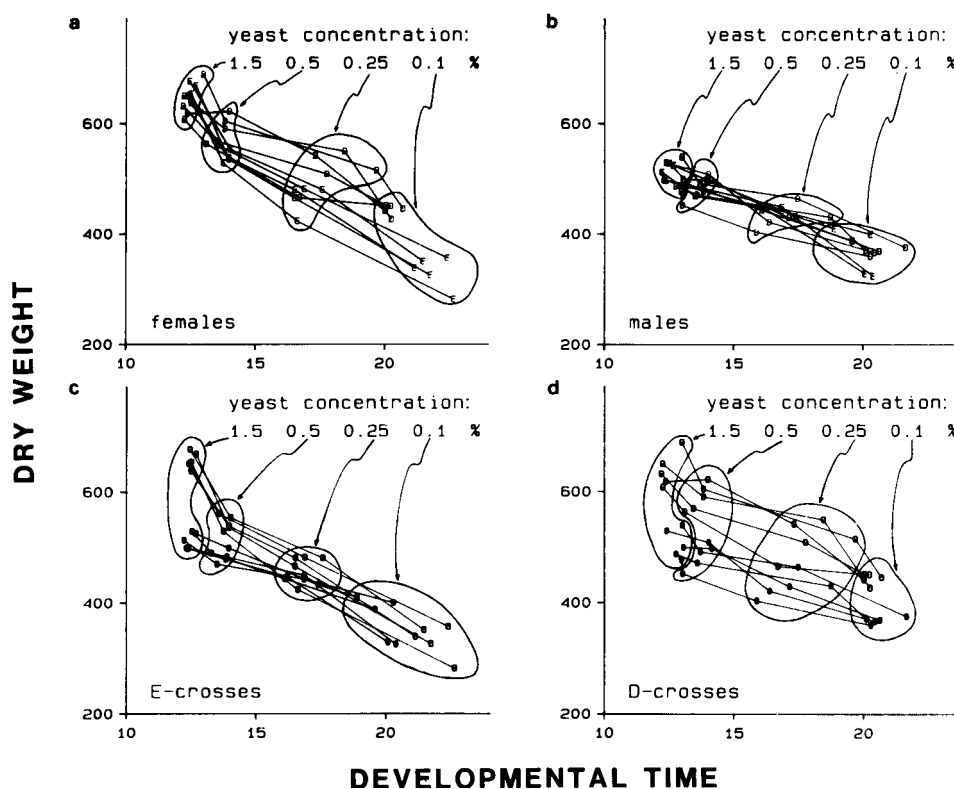 a
yeast concentration:
1.5 0.5 0.25 0.1 %
600
400
200
females
10 15 20
b
yeast concentration:
1.5 0.5 0.25 0.1 %
600
400
200
males
10 15 20
c
yeast concentration:
1.5 0.5 0.25 0.1 %
600
400
200
E-crosses
10 15 20
d
yeast concentration:
1.5 0.5 0.25 0.1 %
600
400
200
D-crosses
10 15 20
DRY WEIGHT
DEVELOPMENTAL TIME